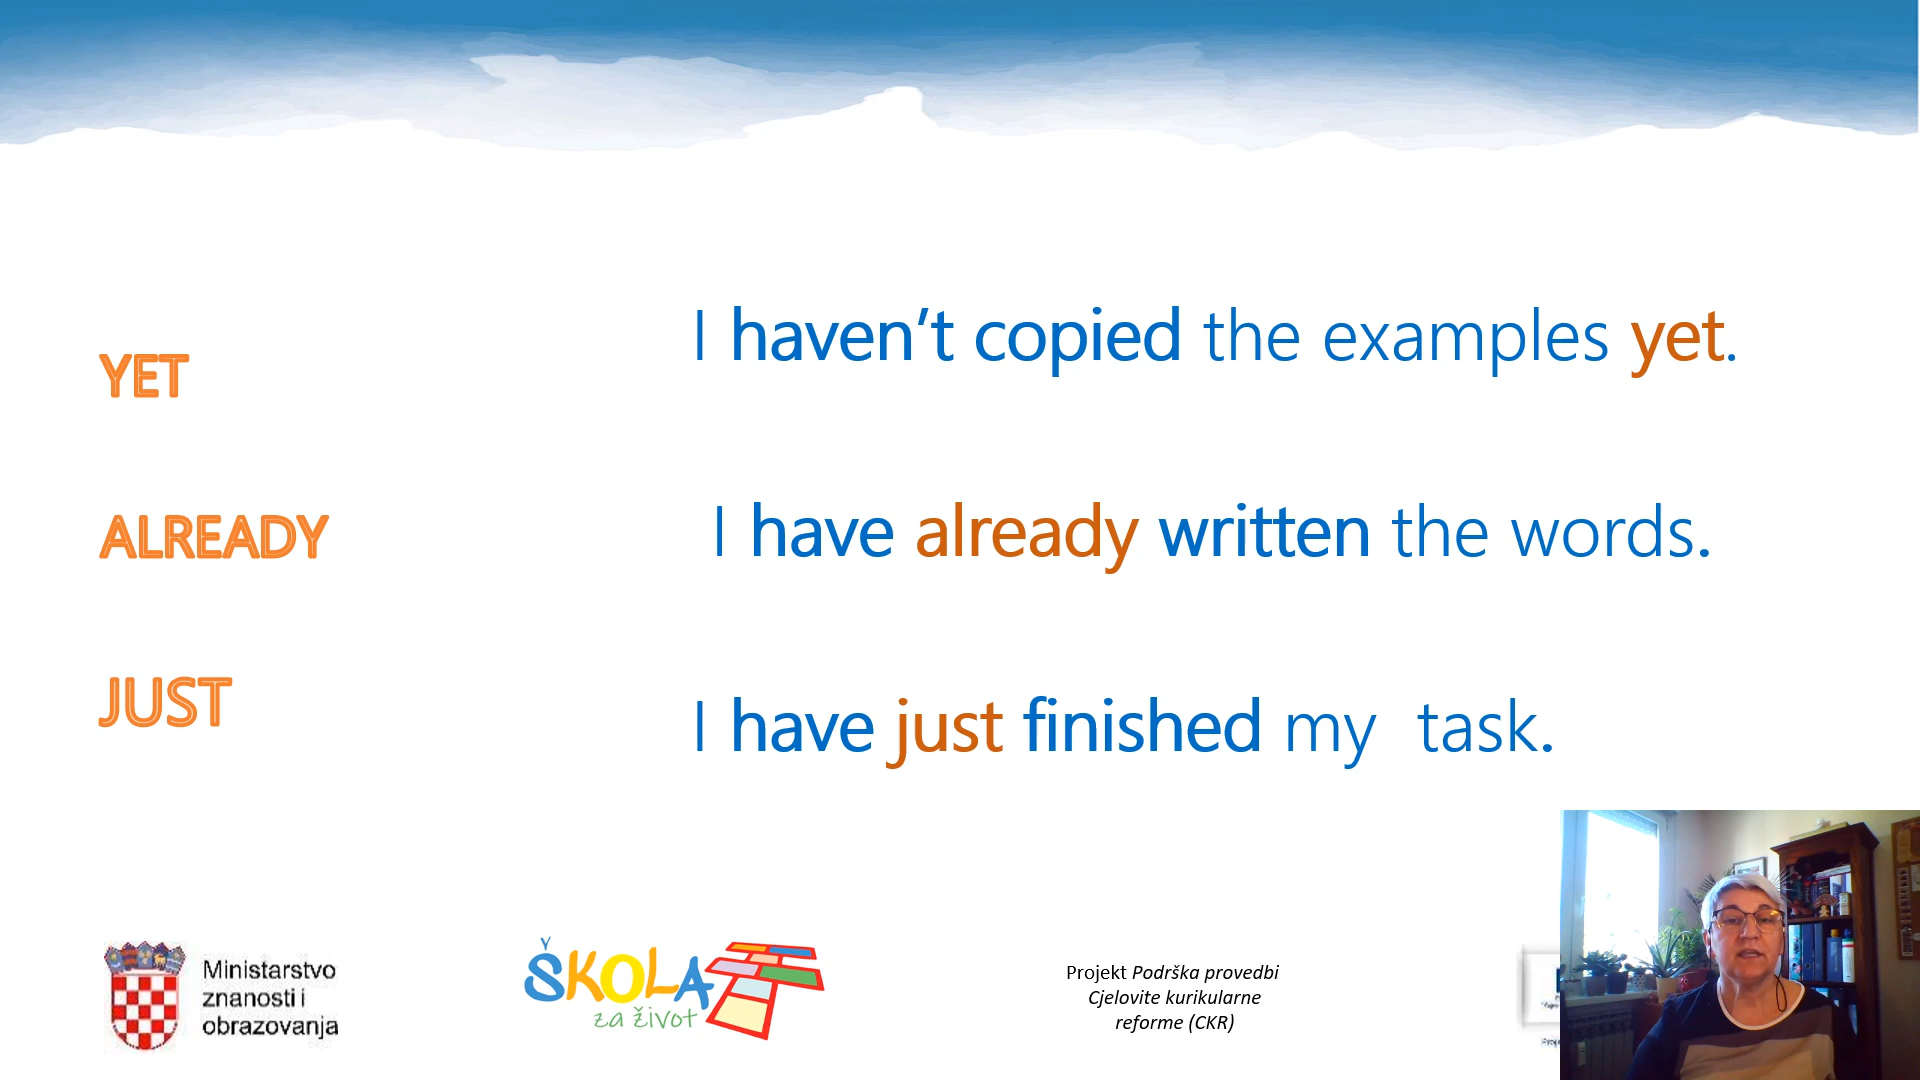 YET
I haven’t copied the examples yet.
ALREADY
I have already written the words.
JUST
I have just finished my task.
Ministarstvo
znanosti i
obrazovanja
ŠKOLA
za život
Projekt Podrška provedbi
Cjelovite kurikularne
reforme (CKR)